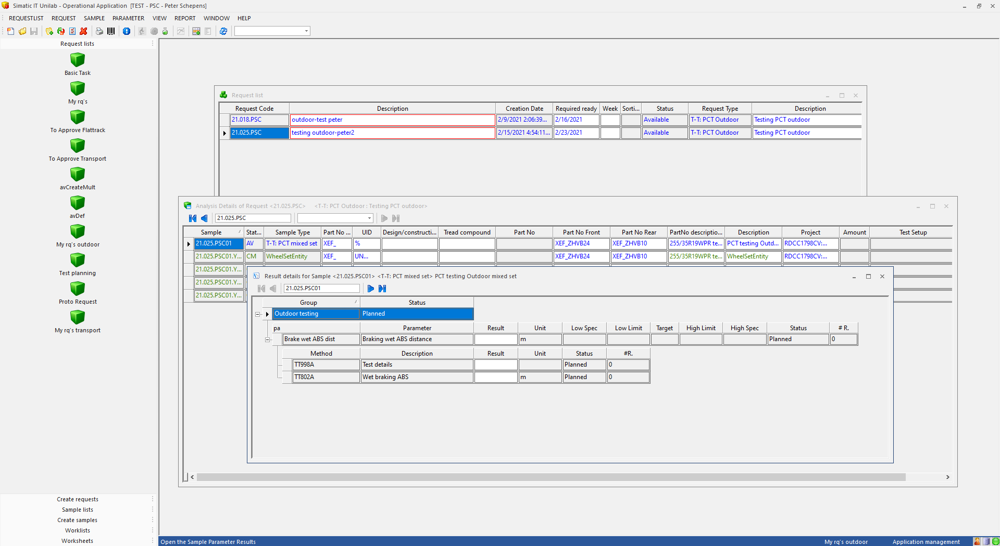 Simatic IT Unilab - Operational Application [TEST - PSC - Peter Schepens]
REQUESTLIST REQUEST SAMPLE PARAMETER VIEW REPORT WINDOW HELP
Request lists
Basic Task
My rq's
To Approve Flattrack
To Approve Transport
avCreateMult
avDef
My rq's outdoor
Test planning
Proto Request
My rq's transport
Create requests
Sample lists
Create samples
Worklists
Worksheets
Request list
Request Code Description Creation Date Required ready Week Sorti... Status Request Type Description
21.018.PSC outdoor-test peter 2/9/2021 2:06:39... 2/16/2021 Available T-T: PCT Outdoor Testing PCT outdoor
21.025.PSC testing outdoor-peter2 2/15/2021 4:54:11... 2/23/2021 Available T-T: PCT Outdoor Testing PCT outdoor
Analysis Details of Request <21.025.PSC> <T-T: PCT Outdoor : Testing PCT outdoor>
21.025.PSC
Sample Stat... Sample Type Part No ... UID Design/constructi... Tread compound Part No Part No Front Part No Rear PartNo descriptio... Description Project Amount Test Setup
21.025.PSC01 AV T-T: PCT mixed set XEF_ % XEF_ZHVB24 XEF_ZHVB10 255/35R19WPR te... PCT testing Outd... RDCC1798CV:...
21.025.PSC01.Y... CM WheelSetEntity XEF_ UN... XEF_ZHVB24 XEF_ZHVB10 255/35R19WPR te... WheelSetEntity RDCC1798CV:...
21.025.PSC01.Y...
21.025.PSC01.Y...
21.025.PSC01.Y...
Result details for Sample <21.025.PSC01> <T-T: PCT mixed set> PCT testing Outdoor mixed set
21.025.PSC01
Group Status
Outdoor testing Planned
pa Parameter Result Unit Low Spec Low Limit Target High Limit High Spec Status # R.
Brake wet ABS dist Braking wet ABS distance m Planned 0
Method Description Result Unit Status #R.
TT998A Test details Planned 0
TT802A Wet braking ABS m Planned 0
Open the Sample Parameter Results My rq's outdoor Application management